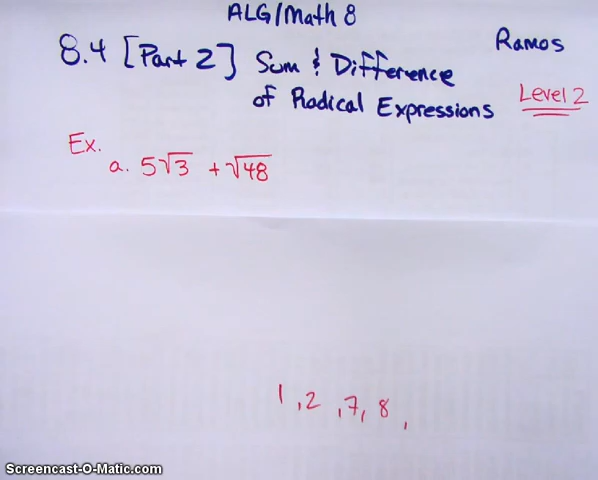 ALG/Math 8
Ramos
8.4 [Part 2] Sum & Difference
of Radical Expressions
Level 2
Ex.
a. 5√3 + √48
1, 2, 7, 8,
Screencast-O-Matic.com